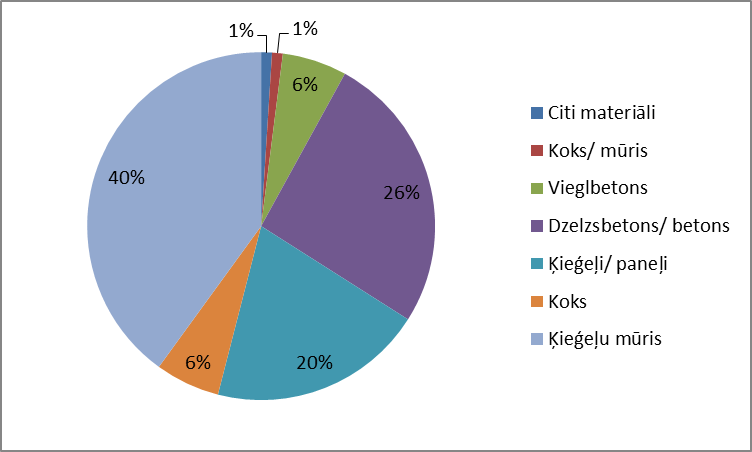 1%
1%
6%
26%
20%
6%
40%
Citi materiāli
Koks/ mūris
Vieglbetons
Dzelzsbetons/ betons
Ķieģeļi/ paneļi
Koks
Ķieģeļu mūris